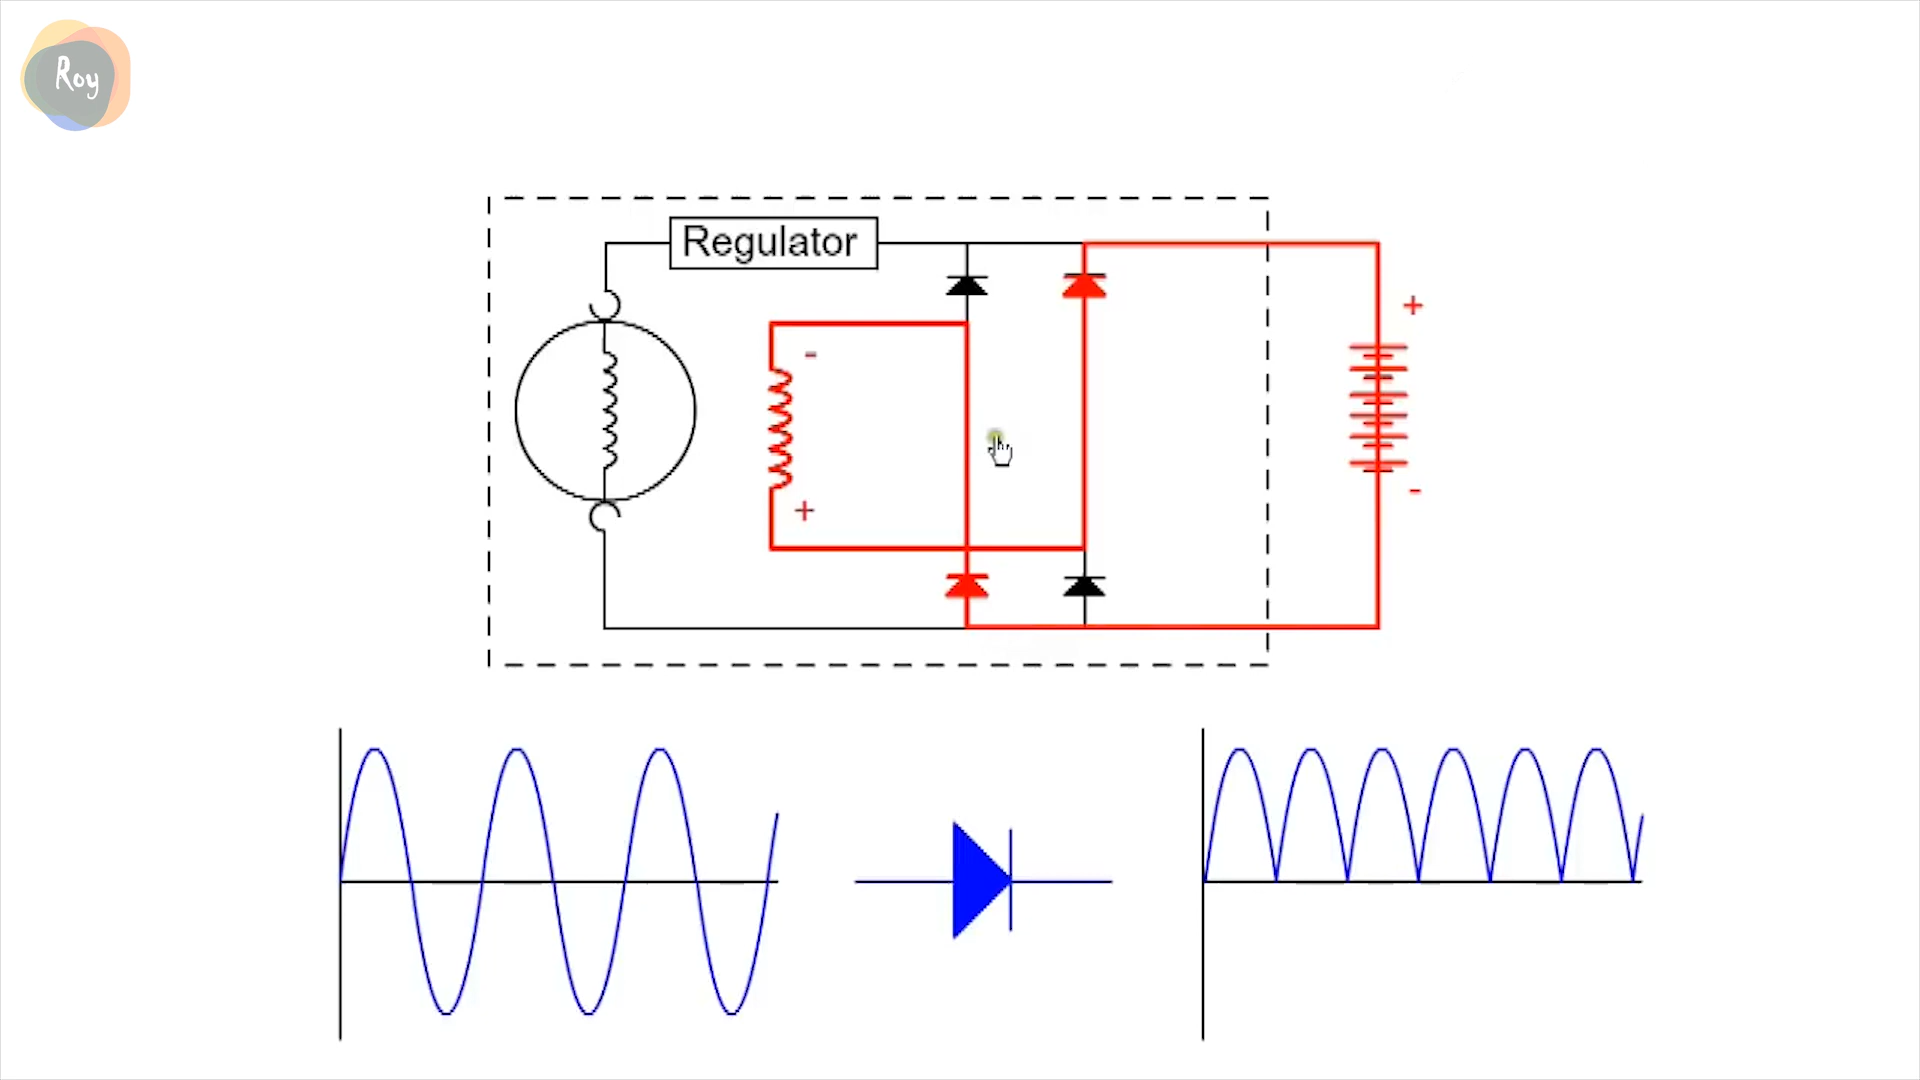 Roy
Regulator
+
-
+
-